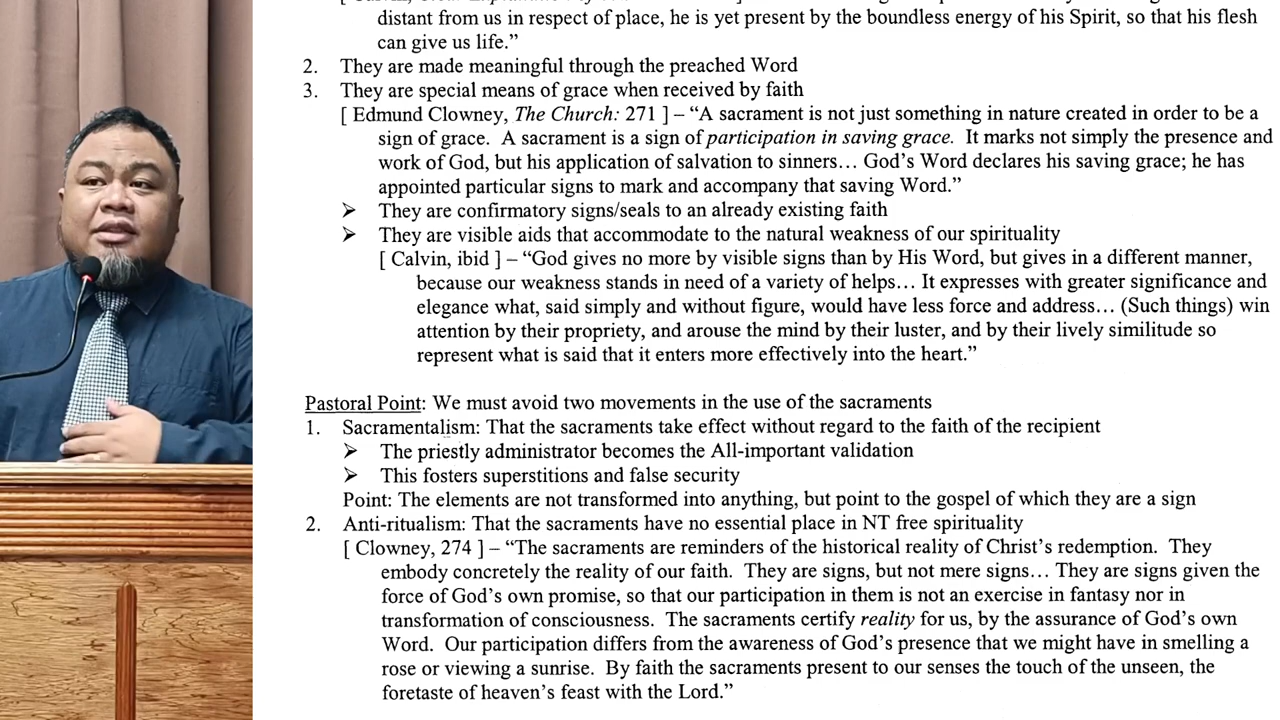 distant from us in respect of place, he is yet present by the boundless energy of his Spirit, so that his flesh
can give us life.”
2. They are made meaningful through the preached Word
3. They are special means of grace when received by faith
[ Edmund Clowney, The Church: 271 ] – “A sacrament is not just something in nature created in order to be a
sign of grace. A sacrament is a sign of participation in saving grace. It marks not simply the presence and
work of God, but his application of salvation to sinners… God’s Word declares his saving grace; he has
appointed particular signs to mark and accompany that saving Word.”
➢ They are confirmatory signs/seals to an already existing faith
➢ They are visible aids that accommodate to the natural weakness of our spirituality
[ Calvin, ibid ] – “God gives no more by visible signs than by His Word, but gives in a different manner,
because our weakness stands in need of a variety of helps… It expresses with greater significance and
elegance what, said simply and without figure, would have less force and address… (Such things) win
attention by their propriety, and arouse the mind by their luster, and by their lively similitude so
represent what is said that it enters more effectively into the heart.”
Pastoral Point: We must avoid two movements in the use of the sacraments
1. Sacramentalism: That the sacraments take effect without regard to the faith of the recipient
➢ The priestly administrator becomes the All-important validation
➢ This fosters superstitions and false security
Point: The elements are not transformed into anything, but point to the gospel of which they are a sign
2. Anti-ritualism: That the sacraments have no essential place in NT free spirituality
[ Clowney, 274 ] – “The sacraments are reminders of the historical reality of Christ’s redemption. They
embody concretely the reality of our faith. They are signs, but not mere signs… They are signs given the
force of God’s own promise, so that our participation in them is not an exercise in fantasy nor in
transformation of consciousness. The sacraments certify reality for us, by the assurance of God’s own
Word. Our participation differs from the awareness of God’s presence that we might have in smelling a
rose or viewing a sunrise. By faith the sacraments present to our senses the touch of the unseen, the
foretaste of heaven’s feast with the Lord.”